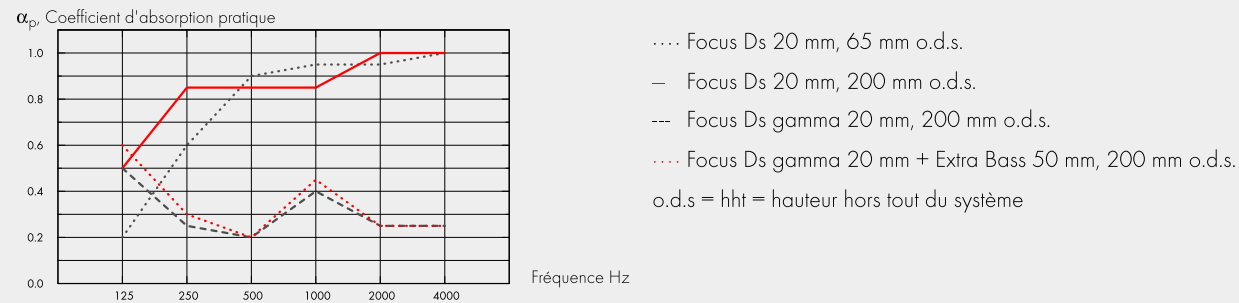 αp, Coefficient d'absorption pratique
1.0
0.8
0.6
0.4
0.2
0.0
125 250 500 1000 2000 4000
Fréquence Hz
Focus Ds 20 mm, 65 mm o.d.s.
Focus Ds 20 mm, 200 mm o.d.s.
Focus Ds gamma 20 mm, 200 mm o.d.s.
Focus Ds gamma 20 mm + Extra Bass 50 mm, 200 mm o.d.s.
o.d.s = hht = hauteur hors tout du système